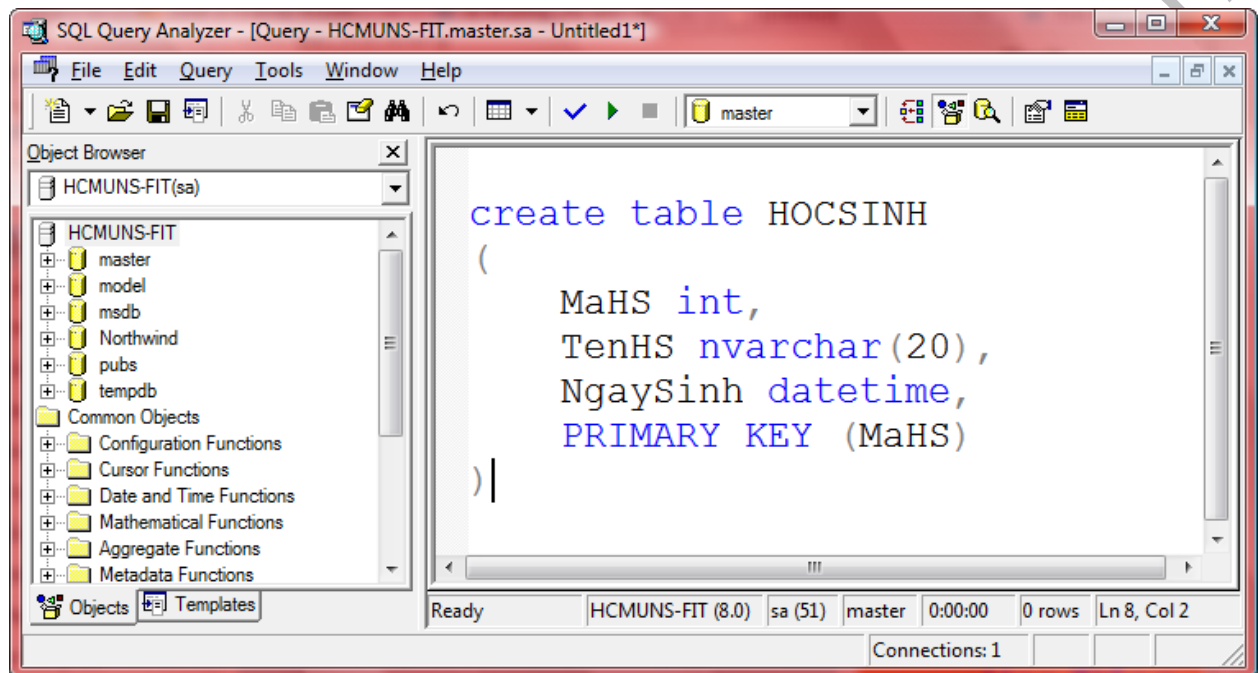 SQL Query Analyzer - [Query - HCMUNS-FIT.master.sa - Untitled1*]
File Edit Query Tools Window Help
master
Object Browser
HCMUNS-FIT(sa)
HCMUNS-FIT
master
model
msdb
Northwind
pubs
tempdb
Common Objects
Configuration Functions
Cursor Functions
Date and Time Functions
Mathematical Functions
Aggregate Functions
Metadata Functions
Objects Templates
create table HOCSINH
(
MaHS int,
TenHS nvarchar(20),
NgaySinh datetime,
PRIMARY KEY (MaHS)
)
Ready HCMUNS-FIT (8.0) sa (51) master 0:00:00 0 rows Ln 8, Col 2
Connections: 1